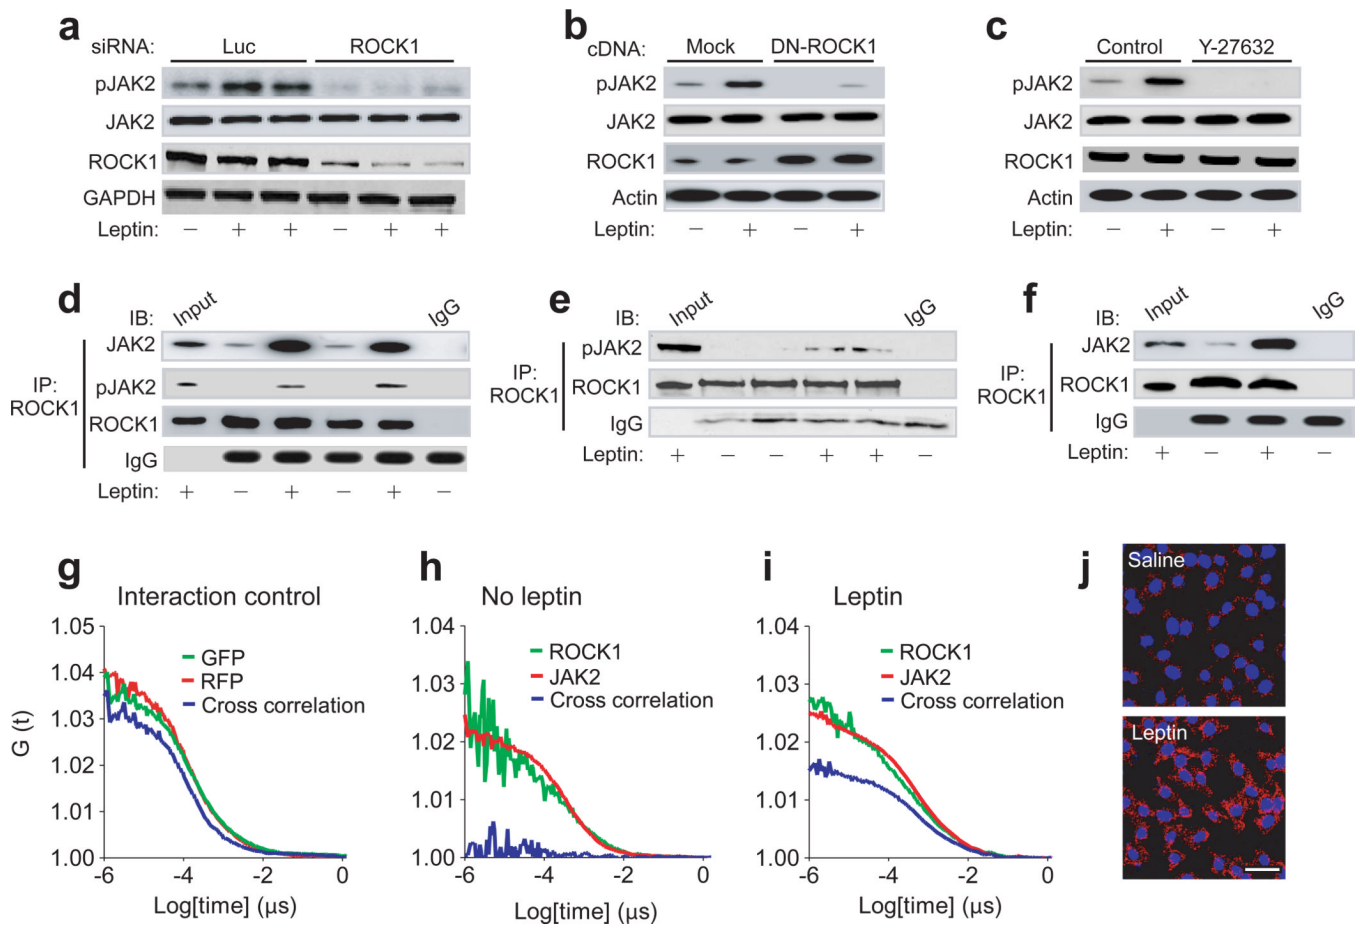 a
siRNA: Luc ROCK1
pJAK2
JAK2
ROCK1
GAPDH
Leptin: − + + − + +
b
cDNA: Mock DN-ROCK1
pJAK2
JAK2
ROCK1
Actin
Leptin: − + − +
c
Control Y-27632
pJAK2
JAK2
ROCK1
Actin
Leptin: − + − +
d
IB: Input IgG
IP: ROCK1
JAK2
pJAK2
ROCK1
IgG
Leptin: + − + − + −
e
IB: Input IgG
IP: ROCK1
pJAK2
ROCK1
IgG
Leptin: + − − + + −
f
IB: Input IgG
IP: ROCK1
JAK2
ROCK1
IgG
Leptin: + − + −
g
Interaction control
1.05
1.04
1.03
1.02
1.01
1.00
G (t)
GFP
RFP
Cross correlation
-6 -4 -2 0
Log[time] (μs)
h
No leptin
1.04
1.03
1.02
1.01
1.00
ROCK1
JAK2
Cross correlation
-6 -4 -2 0
Log[time] (μs)
i
Leptin
1.04
1.03
1.02
1.01
1.00
ROCK1
JAK2
Cross correlation
-6 -4 -2 0
Log[time] (μs)
j
Saline
Leptin